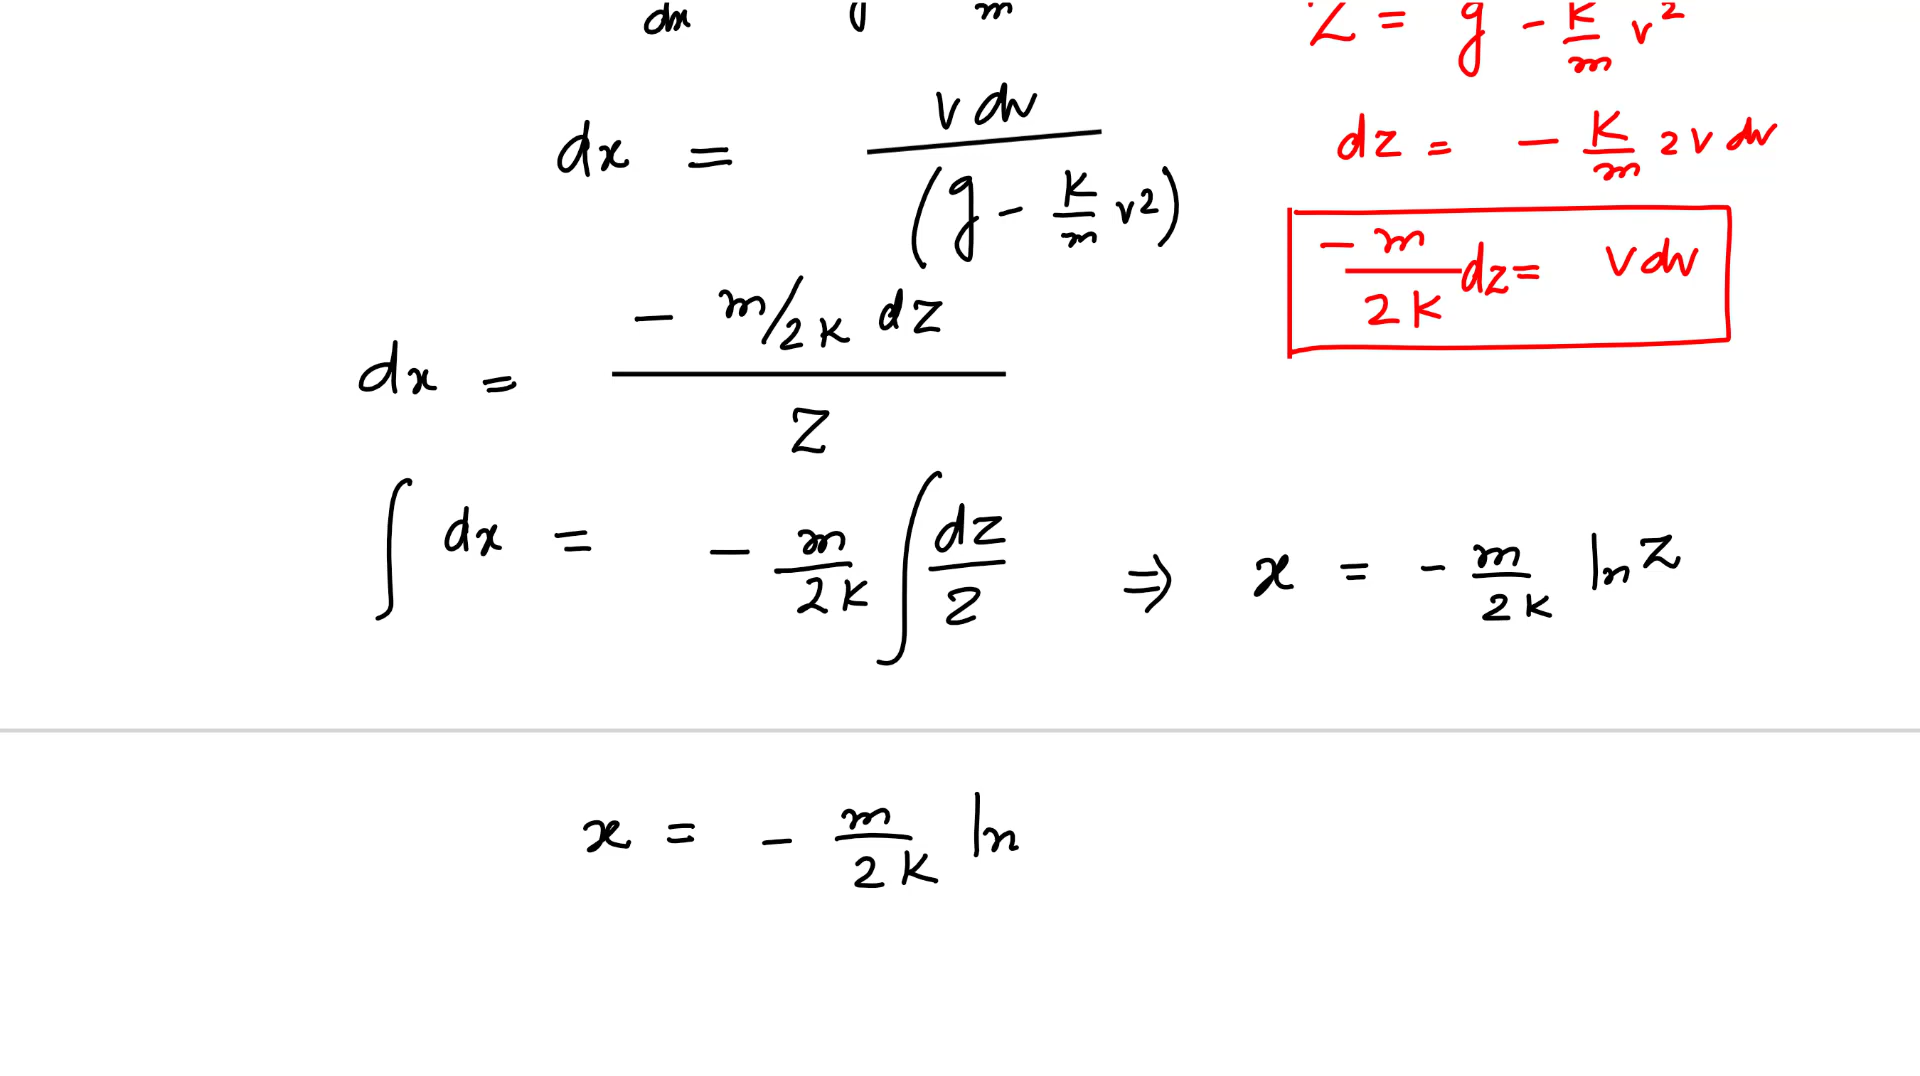 dx v m
Z = g - K/m v²
dx = v dv / (g - K/m v²)
dz = - K/m 2 v dv
- m/2K dz = v dv
dx = - m/2K dz / Z
∫ dx = - m/2K ∫ dz/Z ⇒ x = - m/2K ln Z
x = - m/2K ln